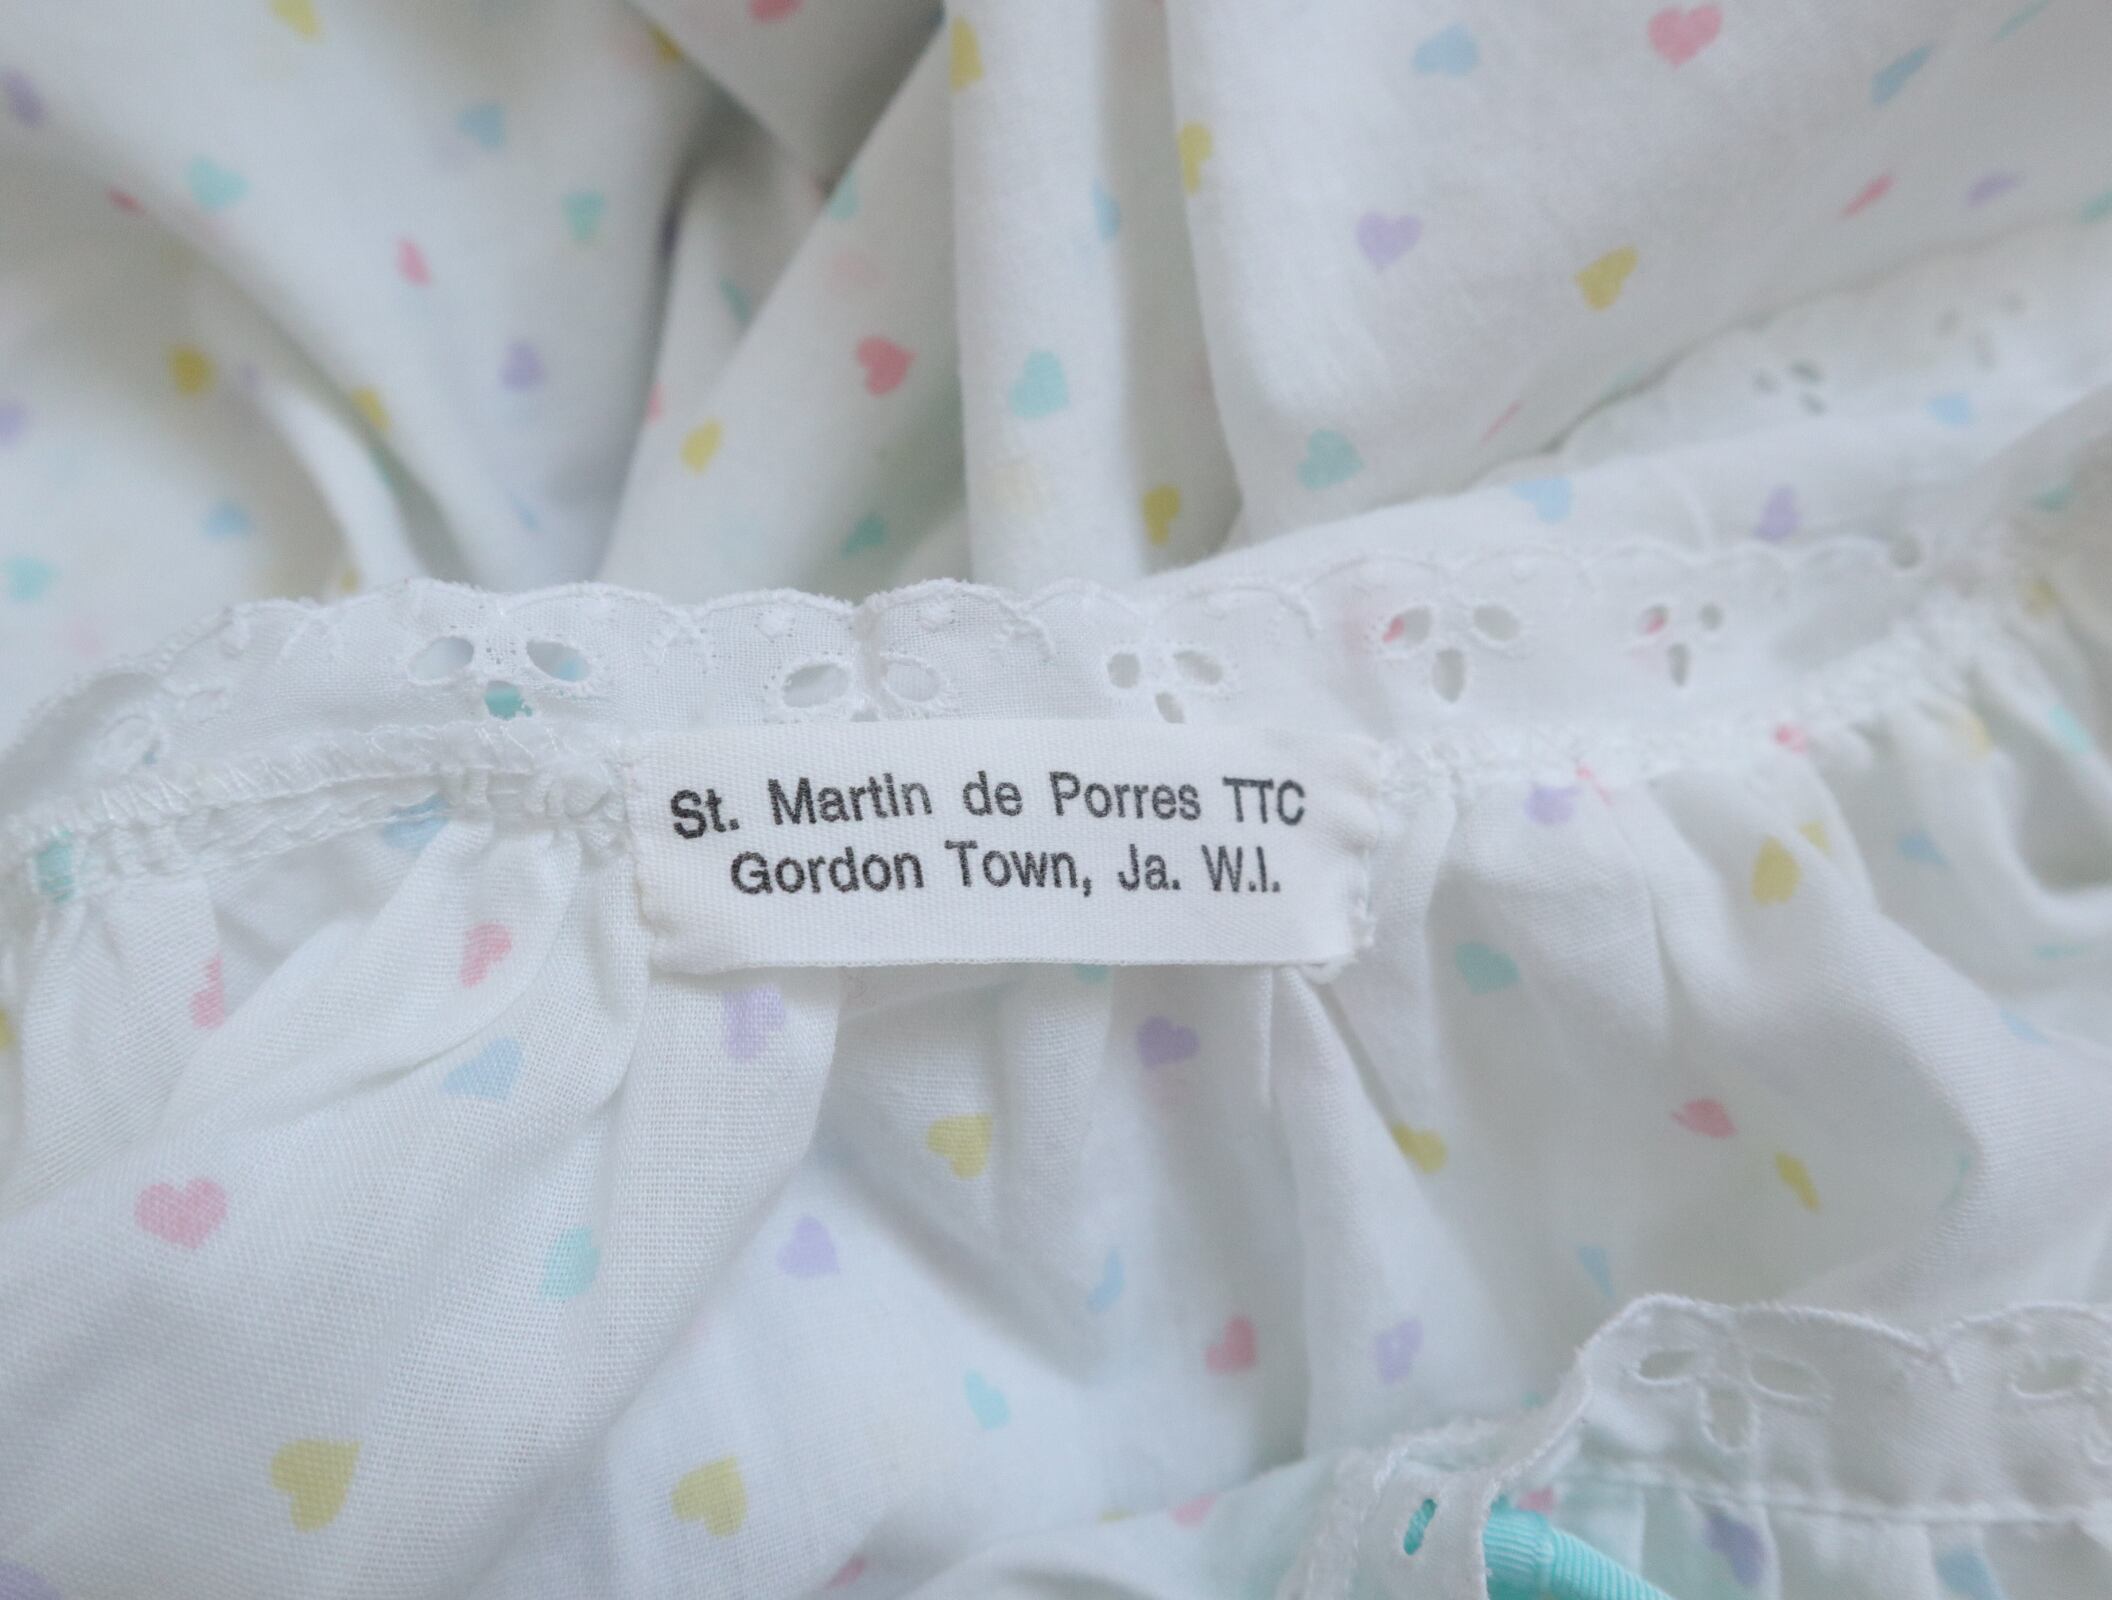 St. Martin de Porres TTC
Gordon Town, Ja. W.I.